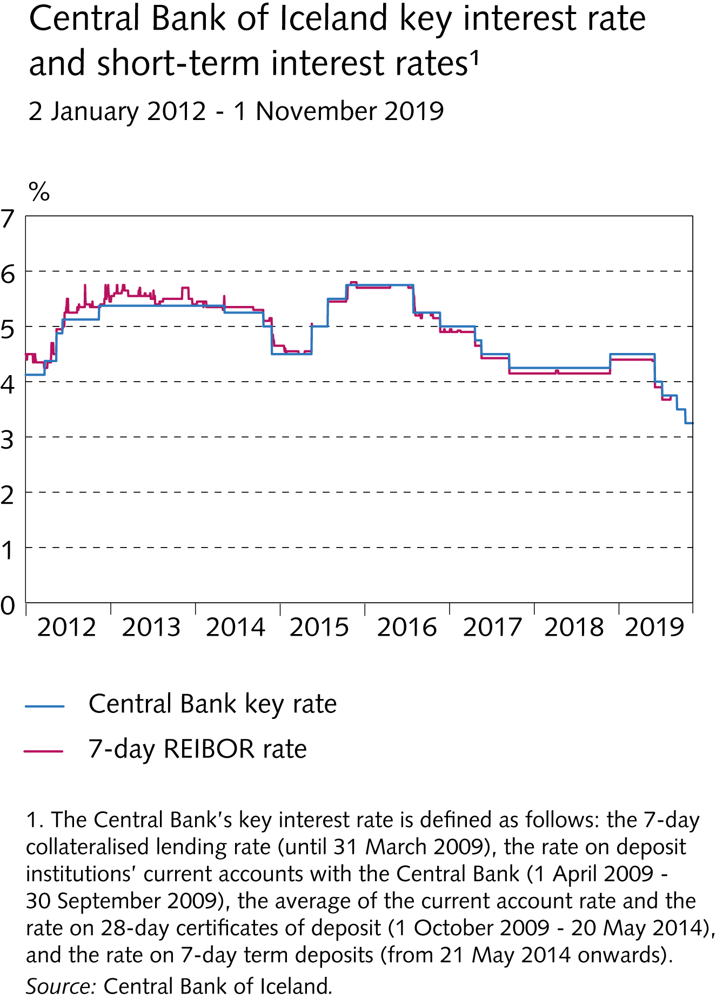 Central Bank of Iceland key interest rate
and short-term interest rates¹
2 January 2012 - 1 November 2019
%
7
6
5
4
3
2
1
0
2012 2013 2014 2015 2016 2017 2018 2019
Central Bank key rate
7-day REIBOR rate
1. The Central Bank's key interest rate is defined as follows: the 7-day
collateralised lending rate (until 31 March 2009), the rate on deposit
institutions' current accounts with the Central Bank (1 April 2009 -
30 September 2009), the average of the current account rate and the
rate on 28-day certificates of deposit (1 October 2009 - 20 May 2014),
and the rate on 7-day term deposits (from 21 May 2014 onwards).
Source: Central Bank of Iceland.